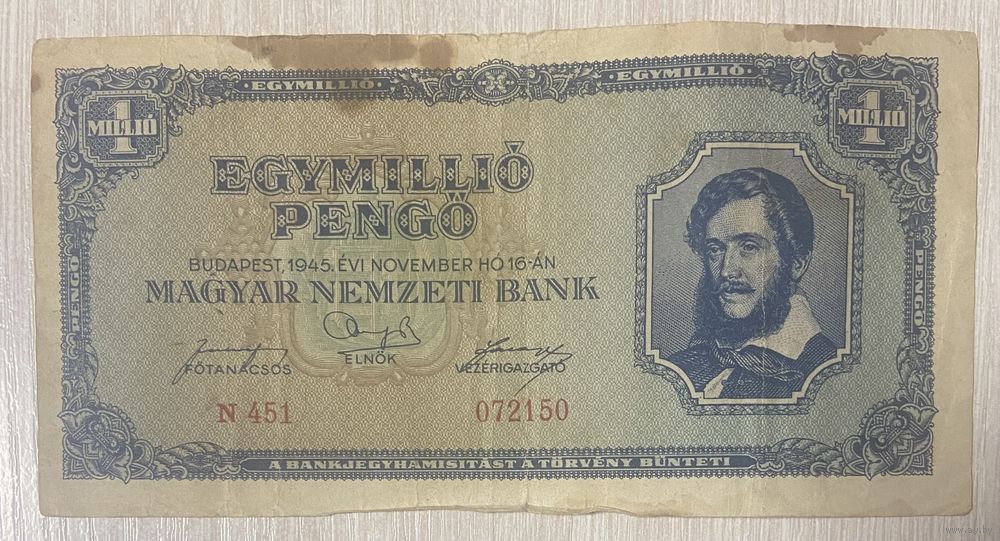 EGYMILLIÓ
EGYMILLIÓ
1
MILLIÓ
1
MILLIÓ
EGYMILLIÓ
PENGŐ
BUDAPEST, 1945. ÉVI NOVEMBER HÓ 16-ÁN
MAGYAR NEMZETI BANK
FŐTANÁCSOS
ELNÖK
VEZÉRIGAZGATÓ
N 451
072150
PENGŐ
PENGŐ
A BANKJEGYHAMISITÁST A TÖRVÉNY BÜNTETI